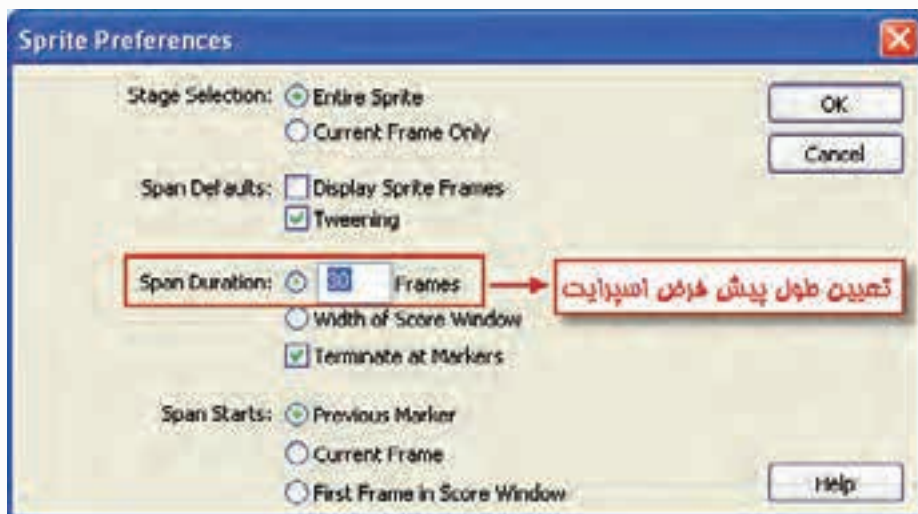 Sprite Preferences
Stage Selection: Entire Sprite
Current Frame Only
OK
Cancel
Span Defaults: Display Sprite Frames
Tweening
Span Duration: 30 Frames
تعیین طول پیش فرض اسپرایت
Width of Score Window
Terminate at Markers
Span Starts: Previous Marker
Current Frame
First Frame in Score Window
Help